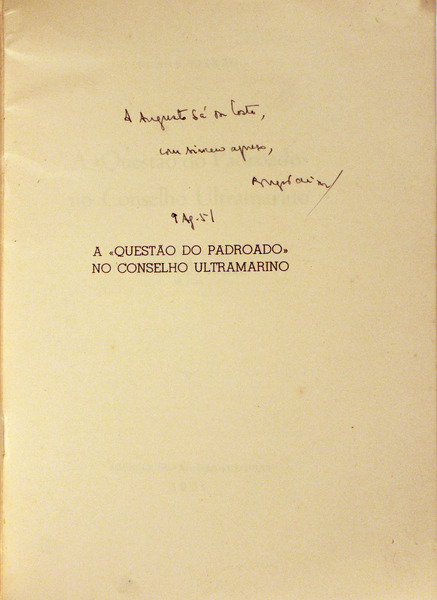 A Augusto Sá da Costa,
com sincero apreço,
9 Ag. 51
A «QUESTÃO DO PADROADO»
NO CONSELHO ULTRAMARINO